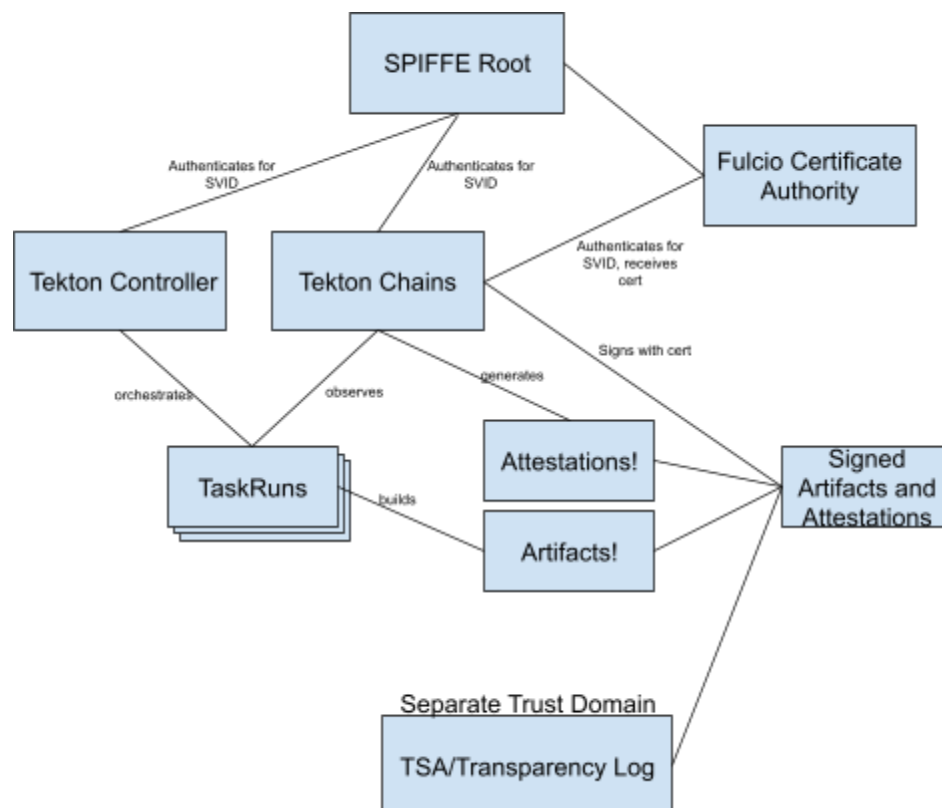 SPIFFE Root
Authenticates for
SVID
Authenticates for
SVID
Fulcio Certificate
Authority
Tekton Controller
Tekton Chains
Authenticates for
SVID, receives
cert
Signs with cert
generates
orchestrates
observes
TaskRuns
builds
Attestations!
Artifacts!
Signed
Artifacts and
Attestations
Separate Trust Domain
TSA/Transparency Log